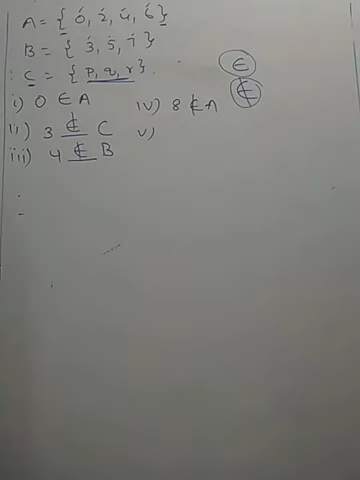 A = { 0, 2, 4, 6 }
B = { 3, 5, 7 }
C = { p, q, r }.
∈
∉
i) 0 ∈ A iv) 8 ∉ A
ii) 3 ∉ C v)
iii) 4 ∉ B